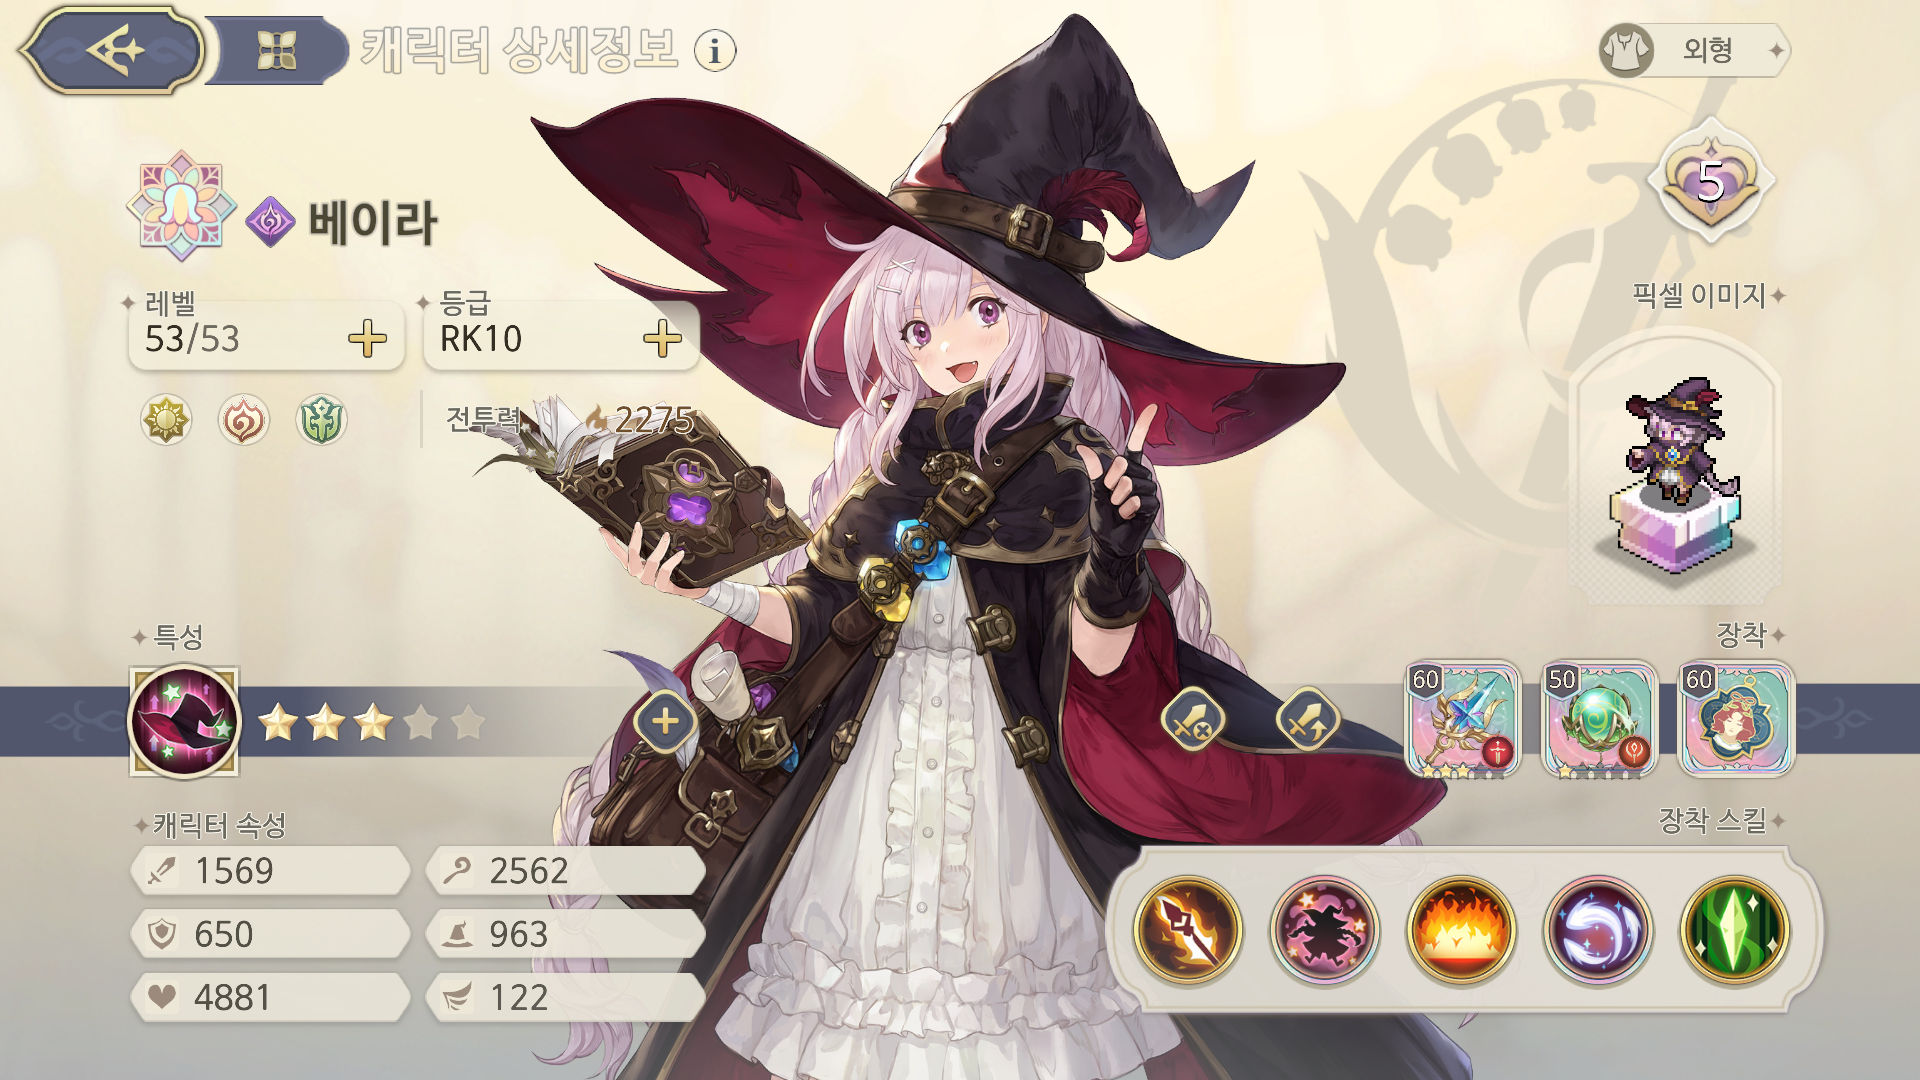 캐릭터 상세정보 i
외형
5
베이라
픽셀 이미지
레벨
53/53
등급
RK10
전투력 2275
특성
장착
60
50
60
캐릭터 속성
장착 스킬
1569
2562
650
963
4881
122